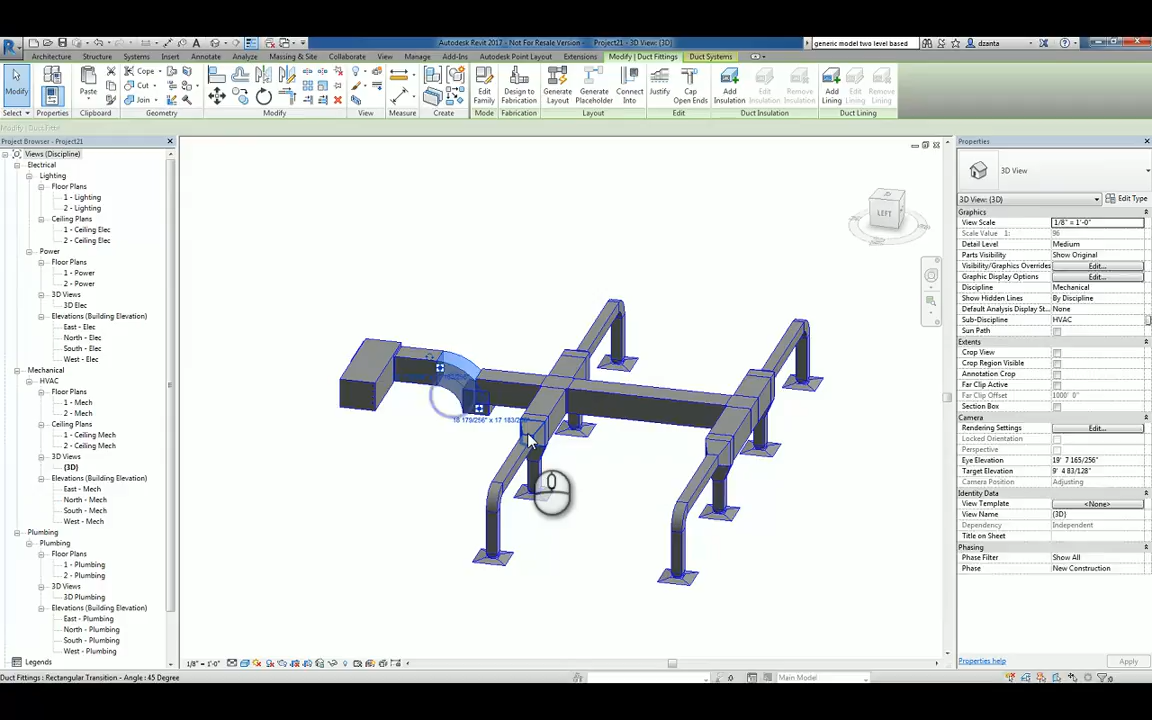 Autodesk Revit 2017 - Not For Resale Version - Project21 - 3D View: {3D}
generic model two level based
dzanta
Architecture Structure Systems Insert Annotate Analyze Massing & Site Collaborate View Manage Add-Ins Autodesk Point Layout Extensions Modify | Duct Fittings Duct Systems
Modify
Properties
Paste
Cope
Cut
Join
Edit Family
Design to Fabrication
Generate Layout
Generate Placeholder
Connect Into
Justify
Cap Open Ends
Add Insulation
Edit Insulation
Remove Insulation
Add Lining
Edit Lining
Remove Lining
Select Properties Clipboard Geometry Modify View Measure Create Mode Fabrication Layout Edit Duct Insulation Duct Lining
Project Browser - Project21
Views (Discipline)
Electrical
Lighting
Floor Plans
1 - Lighting
2 - Lighting
Ceiling Plans
1 - Ceiling Elec
2 - Ceiling Elec
Power
Floor Plans
1 - Power
2 - Power
3D Views
3D Elec
Elevations (Building Elevation)
East - Elec
North - Elec
South - Elec
West - Elec
Mechanical
HVAC
Floor Plans
1 - Mech
2 - Mech
Ceiling Plans
1 - Ceiling Mech
2 - Ceiling Mech
3D Views
{3D}
Elevations (Building Elevation)
East - Mech
North - Mech
South - Mech
West - Mech
Plumbing
Plumbing
Floor Plans
1 - Plumbing
2 - Plumbing
3D Views
3D Plumbing
Elevations (Building Elevation)
East - Plumbing
North - Plumbing
South - Plumbing
West - Plumbing
Legends
LEFT
Properties
3D View
3D View: {3D}
Edit Type
Graphics
View Scale 1/8" = 1'-0"
Scale Value 1: 96
Detail Level Medium
Parts Visibility Show Original
Visibility/Graphics Overrides Edit...
Graphic Display Options Edit...
Discipline Mechanical
Show Hidden Lines By Discipline
Default Analysis Display St... None
Sub-Discipline HVAC
Sun Path
Extents
Crop View
Crop Region Visible
Annotation Crop
Far Clip Active
Far Clip Offset 1000' 0"
Section Box
Camera
Rendering Settings Edit...
Locked Orientation
Projection Mode
Eye Elevation 19' 7 165/256"
Target Elevation 9' 4 83/128"
Camera Position Adjusting
Identity Data
View Template <None>
View Name {3D}
Dependency Independent
Title on Sheet
Phasing
Phase Filter Show All
Phase New Construction
Properties help
Apply
1/8" = 1'-0"
Duct Fittings : Rectangular Transition - Angle : 45 Degree
:0
Main Model